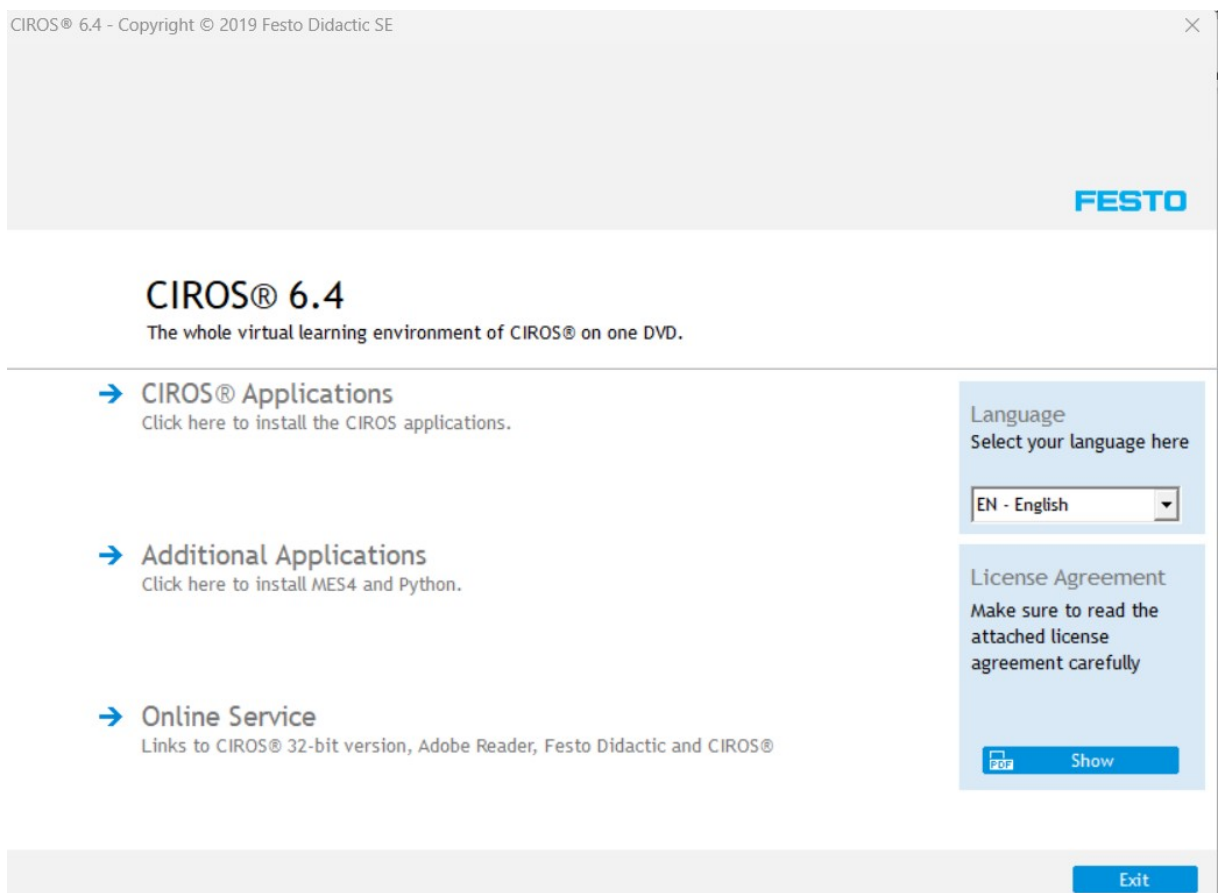 CIROS® 6.4 - Copyright © 2019 Festo Didactic SE
FESTO
CIROS® 6.4
The whole virtual learning environment of CIROS® on one DVD.
CIROS® Applications
Click here to install the CIROS applications.
Additional Applications
Click here to install MES4 and Python.
Online Service
Links to CIROS® 32-bit version, Adobe Reader, Festo Didactic and CIROS®
Language
Select your language here
EN - English
License Agreement
Make sure to read the
attached license
agreement carefully
PDF
Show
Exit